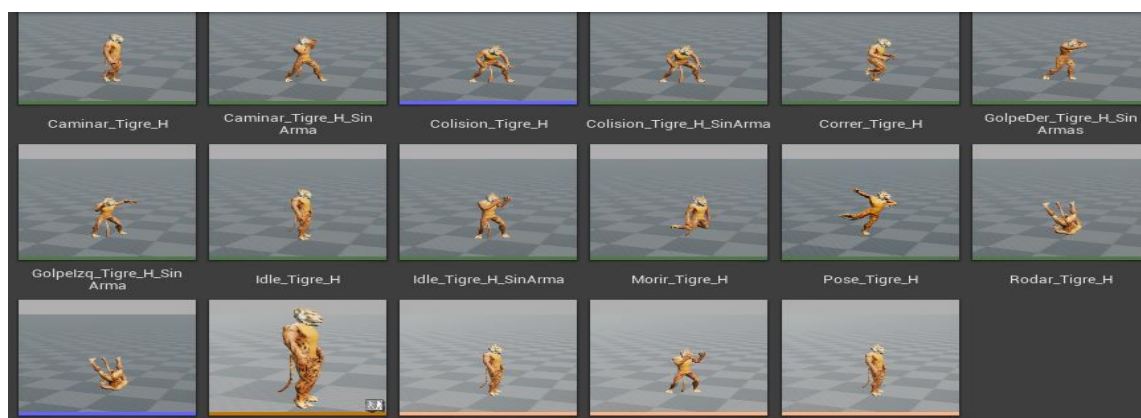 Caminar_Tigre_H
Caminar_Tigre_H_Sin
Arma
Colision_Tigre_H
Colision_Tigre_H_SinArma
Correr_Tigre_H
GolpeDer_Tigre_H_Sin
Armas
GolpeIzq_Tigre_H_Sin
Arma
Idle_Tigre_H
Idle_Tigre_H_SinArma
Morir_Tigre_H
Pose_Tigre_H
Rodar_Tigre_H